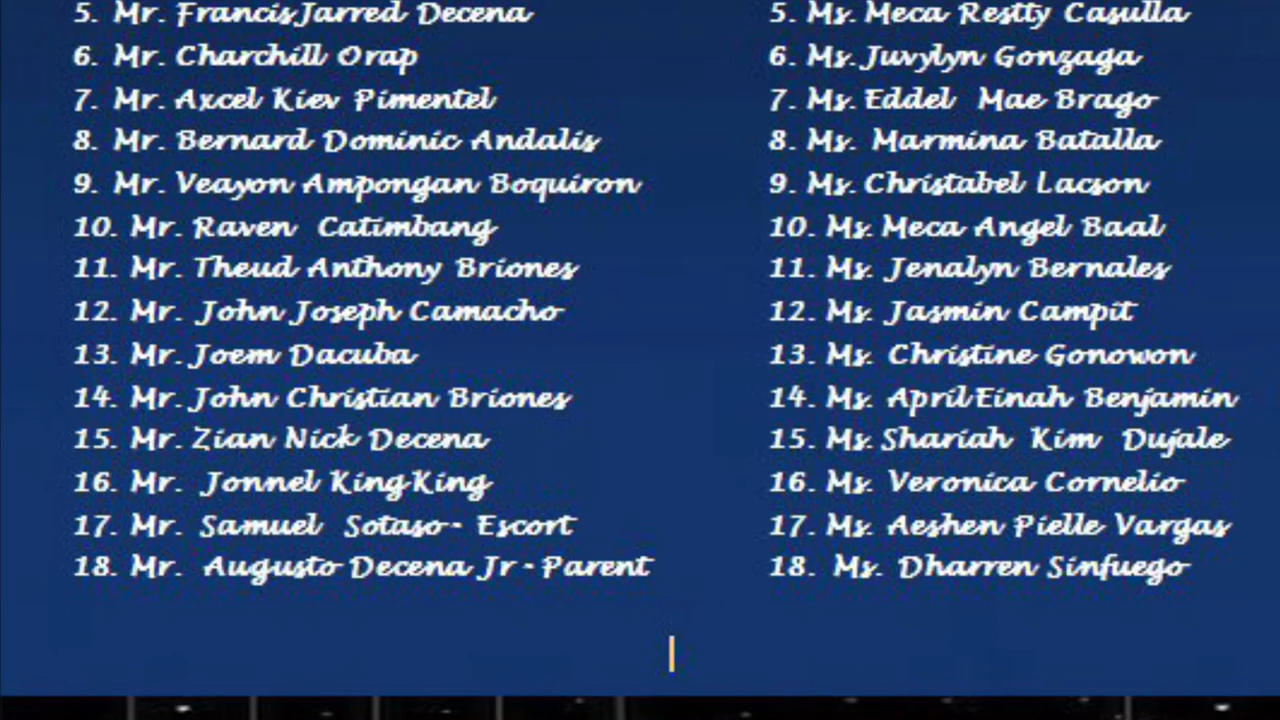 5. Mr. Francis Jarred Decena
6. Mr. Charchill Orap
7. Mr. Axcel Kiev Pimentel
8. Mr. Bernard Dominic Andalis
9. Mr. Veayon Ampongan Boquiron
10. Mr. Raven Catimbang
11. Mr. Theud Anthony Briones
12. Mr. John Joseph Camacho
13. Mr. Joem Dacuba
14. Mr. John Christian Briones
15. Mr. Zian Nick Decena
16. Mr. Jonnel KingKing
17. Mr. Samuel Sotaso- Escort
18. Mr. Augusto Decena Jr - Parent
5. Ms. Meca Restty Casulla
6. Ms. Juvylyn Gonzaga
7. Ms. Eddel Mae Brago
8. Ms. Marmina Batalla
9. Ms. Christabel Lacson
10. Ms. Meca Angel Baal
11. Ms. Jenalyn Bernales
12. Ms. Jasmin Campit
13. Ms. Christine Gonowon
14. Ms. April Einah Benjamin
15. Ms. Shariah Kim Dujale
16. Ms. Veronica Cornelio
17. Ms. Aeshen Pielle Vargas
18. Ms. Dharren Sinfuego